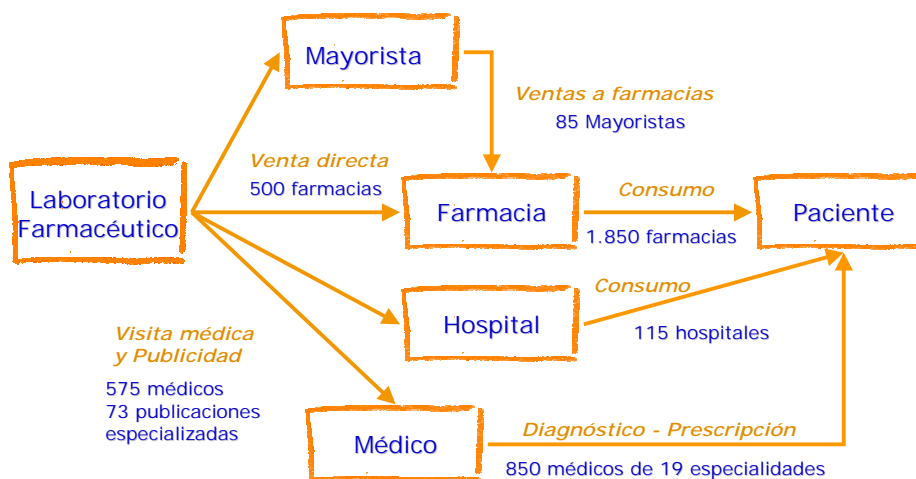 Mayorista
Ventas a farmacias
85 Mayoristas
Venta directa
500 farmacias
Laboratorio
Farmacéutico
Farmacia
Consumo
1.850 farmacias
Paciente
Hospital
Consumo
115 hospitales
Visita médica
y Publicidad
575 médicos
73 publicaciones
especializadas
Médico
Diagnóstico - Prescripción
850 médicos de 19 especialidades